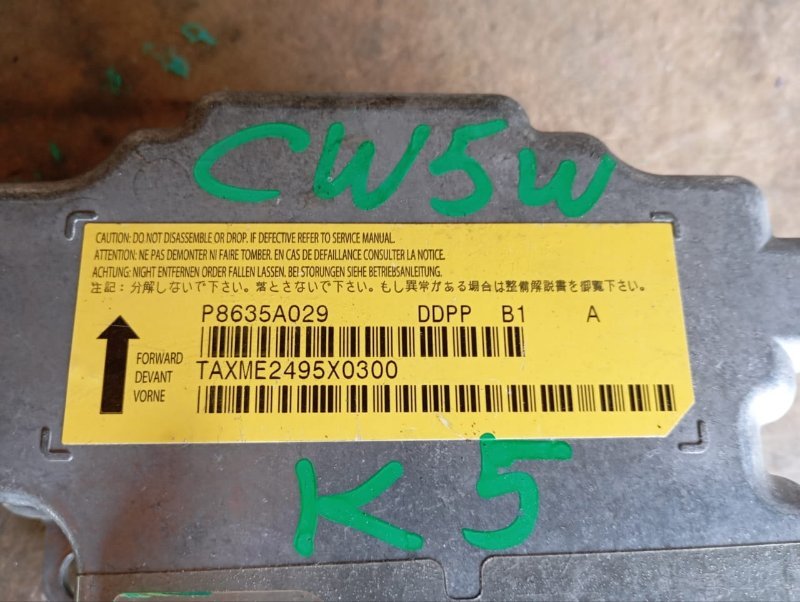 CW5W
CAUTION: DO NOT DISASSEMBLE OR DROP. IF DEFECTIVE REFER TO SERVICE MANUAL.
ATTENTION: NE PAS DEMONTER NI FAIRE TOMBER. EN CAS DE DEFAILLANCE CONSULTER LA NOTICE.
ACHTUNG: NIGHT ENTFERNEN ORDER FALLEN LASSEN. BEI STORUNGEN SIEHE BETRIEBSANLEITUNG.
注記: 分解しないで下さい。落とさないで下さい。もし異常がある場合は整備解説書を御覧下さい。
P8635A029 DDPP B1 A
FORWARD
DEVANT
VORNE
TAXME2495X0300
K5